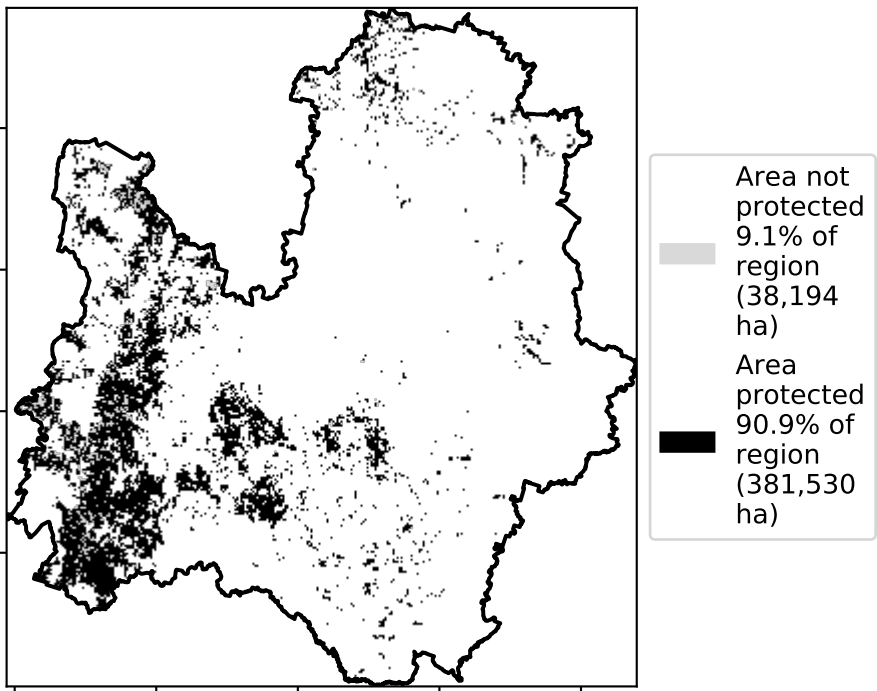 Area not
protected
9.1% of
region
(38,194
ha)
Area
protected
90.9% of
region
(381,530
ha)